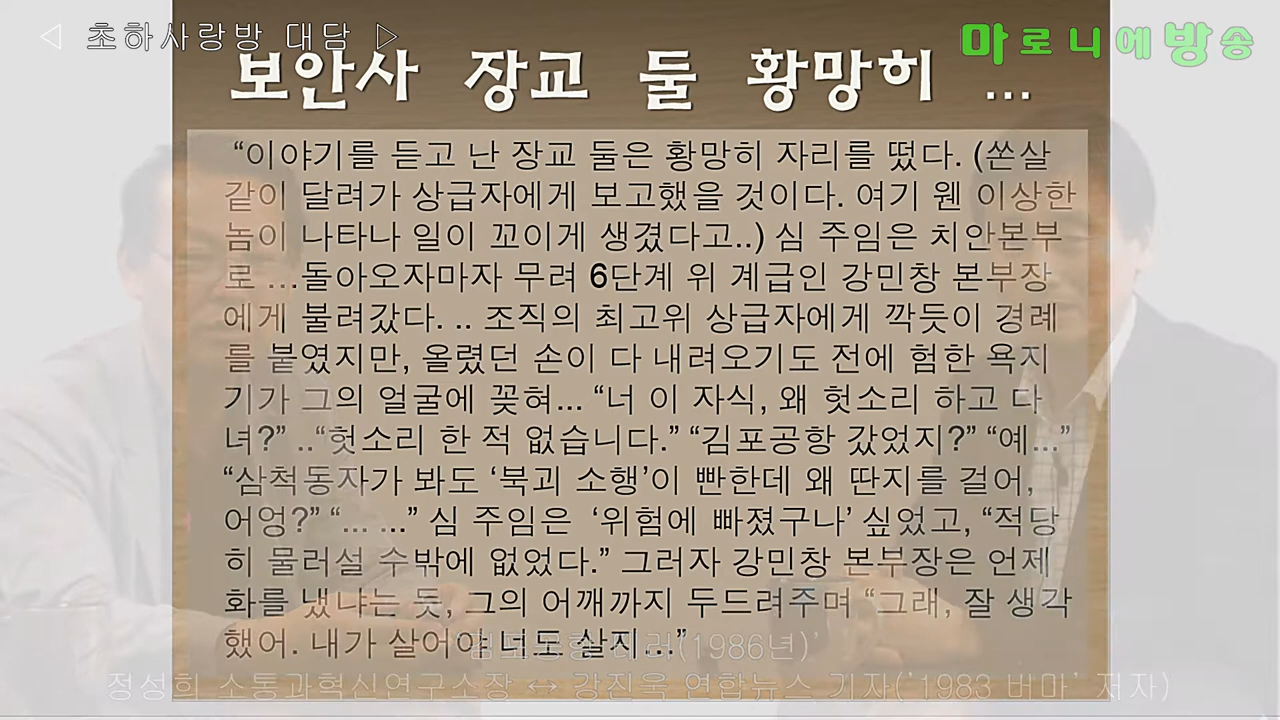 ◁ 초하사랑방 대담 ▷
마로니에방송
보안사 장교 둘 황망히 ...
“이야기를 듣고 난 장교 둘은 황망히 자리를 떴다. (쏜살
같이 달려가 상급자에게 보고했을 것이다. 여기 웬 이상한
놈이 나타나 일이 꼬이게 생겼다고..) 심 주임은 치안본부
로 ...돌아오자마자 무려 6단계 위 계급인 강민창 본부장
에게 불려갔다. .. 조직의 최고위 상급자에게 깍듯이 경례
를 붙였지만, 올렸던 손이 다 내려오기도 전에 험한 욕지
기가 그의 얼굴에 꽂혀... “너 이 자식, 왜 헛소리 하고 다
녀?” ..“헛소리 한 적 없습니다.” “김포공항 갔었지?” “예...”
“삼척동자가 봐도 ‘북괴 소행’이 빤한데 왜 딴지를 걸어,
어엉?” “... ...” 심 주임은 ‘위험에 빠졌구나’ 싶었고, “적당
히 물러설 수밖에 없었다.” 그러자 강민창 본부장은 언제
화를 냈냐는 듯, 그의 어깨까지 두드려주며 “그래, 잘 생각
했어. 내가 살어야 너도 살지...”
‘김포공항 테러(1986년)’
정성희 소통과혁신연구소장 ↔ 강진욱 연합뉴스 기자(‘1983 버마’ 저자)